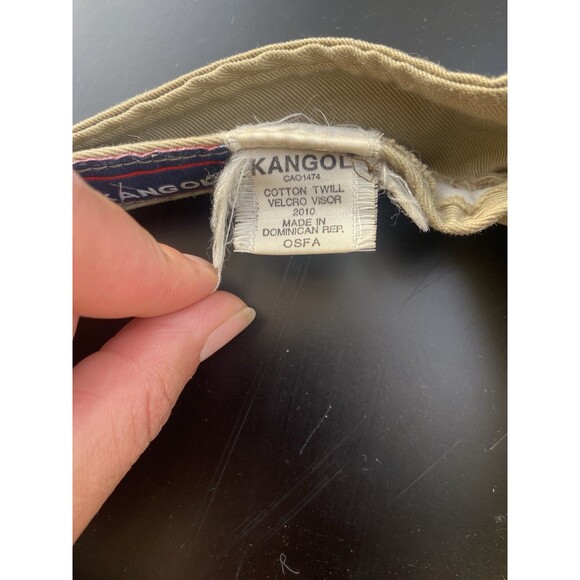 KANGOL
CAO1474
COTTON TWILL
VELCRO VISOR
2010
MADE IN
DOMINICAN REP.
OSFA
KANGOL